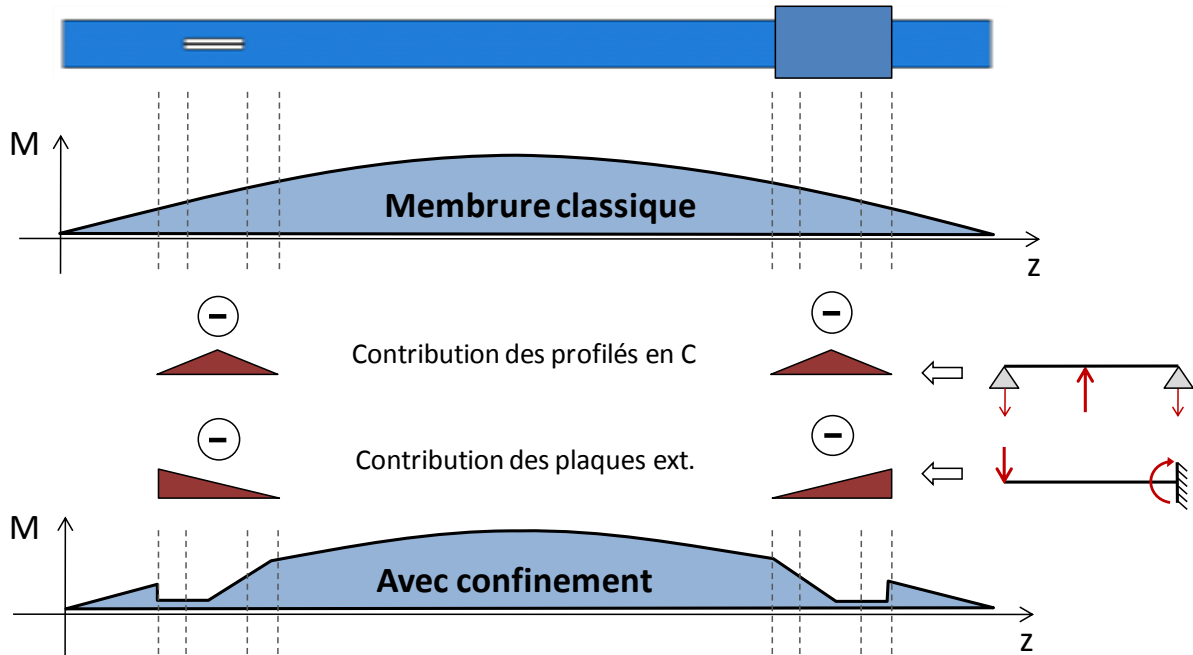 M
Membrure classique
z
Contribution des profilés en C
Contribution des plaques ext.
M
Avec confinement
z